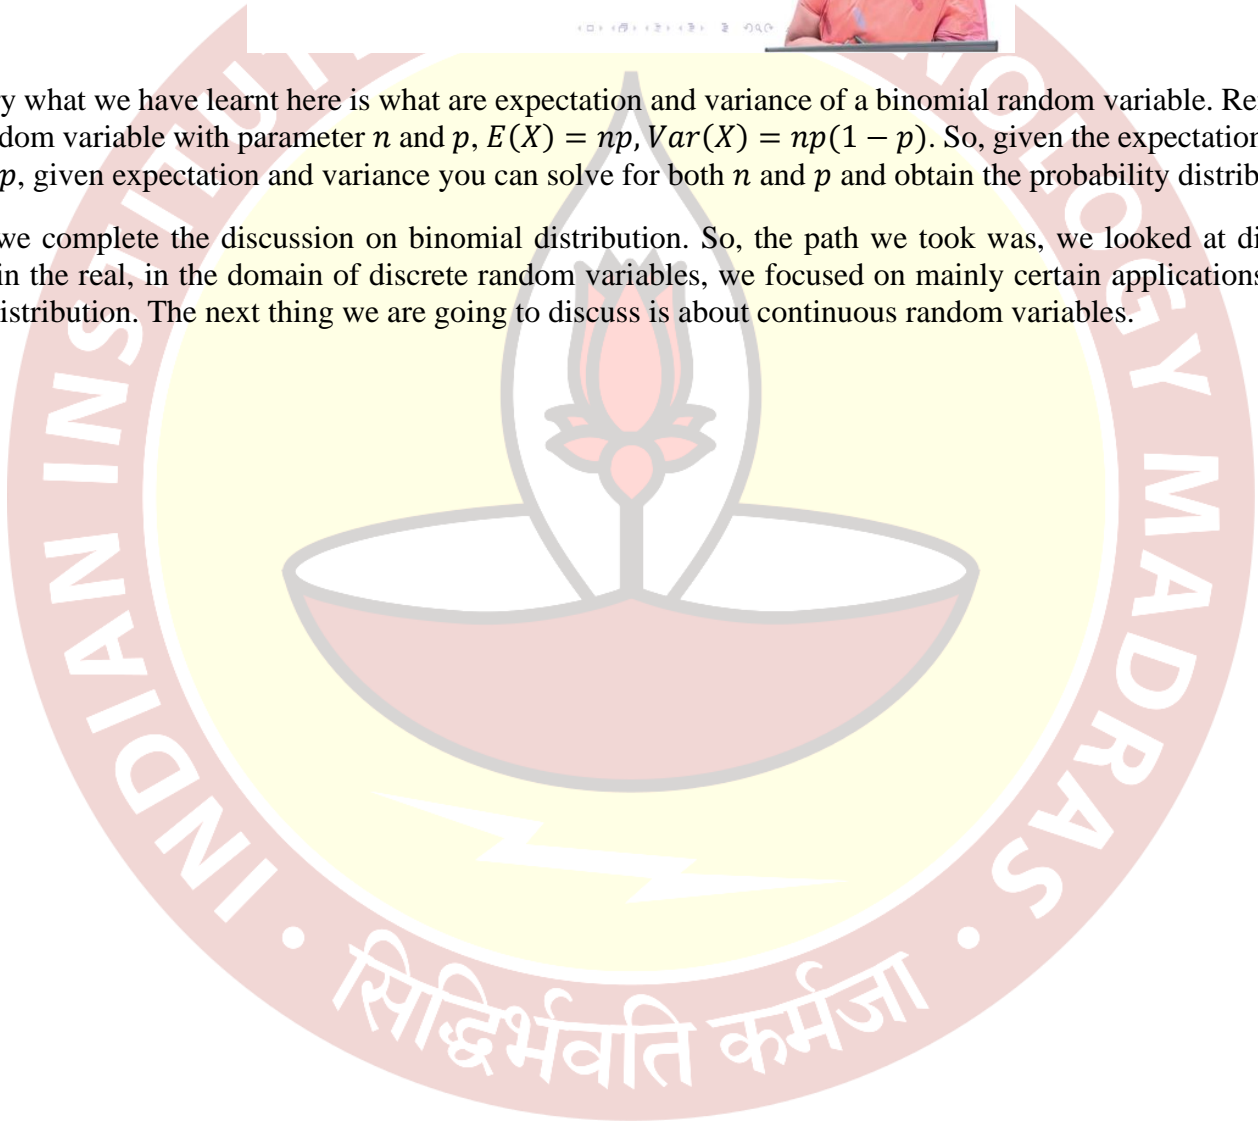 y what we have learnt here is what are expectation and variance of a binomial random variable. Re
dom variable with parameter n and p, E(X) = np, Var(X) = np(1 − p). So, given the expectation
p, given expectation and variance you can solve for both n and p and obtain the probability distrib
we complete the discussion on binomial distribution. So, the path we took was, we looked at di
in the real, in the domain of discrete random variables, we focused on mainly certain applications
istribution. The next thing we are going to discuss is about continuous random variables.
INDIAN INSTITUTE OF TECHNOLOGY MADRAS
सिद्धिर्भवति कर्मजा